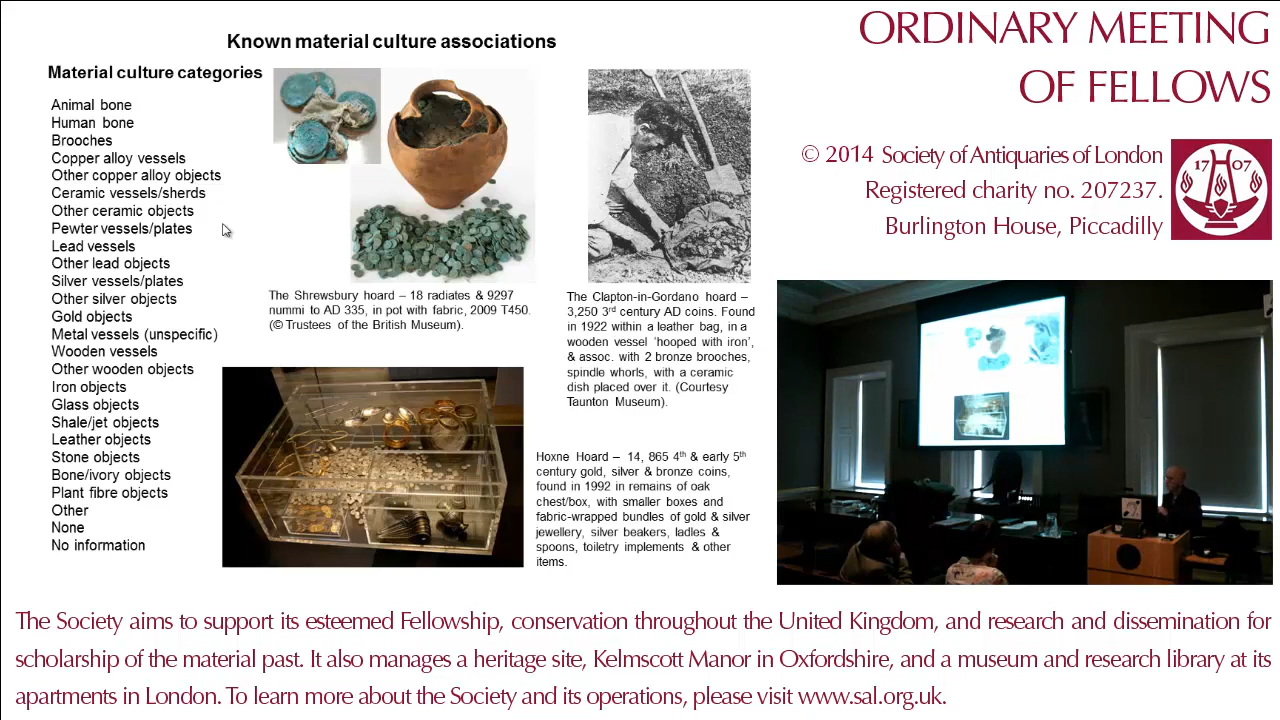 Known material culture associations
Material culture categories
Animal bone
Human bone
Brooches
Copper alloy vessels
Other copper alloy objects
Ceramic vessels/sherds
Other ceramic objects
Pewter vessels/plates
Lead vessels
Other lead objects
Silver vessels/plates
Other silver objects
Gold objects
Metal vessels (unspecific)
Wooden vessels
Other wooden objects
Iron objects
Glass objects
Shale/jet objects
Leather objects
Stone objects
Bone/ivory objects
Plant fibre objects
Other
None
No information
The Shrewsbury hoard – 18 radiates & 9297
nummi to AD 335, in pot with fabric, 2009 T450.
(© Trustees of the British Museum).
The Clapton-in-Gordano hoard –
3,250 3rd century AD coins. Found
in 1922 within a leather bag, in a
wooden vessel ‘hooped with iron’,
& assoc. with 2 bronze brooches,
spindle whorls, with a ceramic
dish placed over it. (Courtesy
Taunton Museum).
Hoxne Hoard – 14, 865 4th & early 5th
century gold, silver & bronze coins,
found in 1992 in remains of oak
chest/box, with smaller boxes and
fabric-wrapped bundles of gold & silver
jewellery, silver beakers, ladles &
spoons, toiletry implements & other
items.
ORDINARY MEETING
OF FELLOWS
© 2014 Society of Antiquaries of London
Registered charity no. 207237.
Burlington House, Piccadilly
17 07
The Society aims to support its esteemed Fellowship, conservation throughout the United Kingdom, and research and dissemination for
scholarship of the material past. It also manages a heritage site, Kelmscott Manor in Oxfordshire, and a museum and research library at its
apartments in London. To learn more about the Society and its operations, please visit www.sal.org.uk.